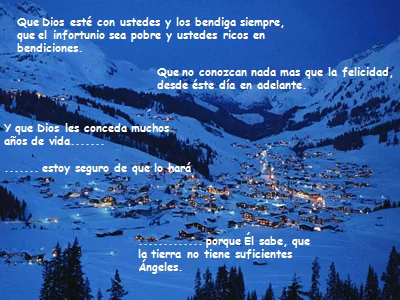 Que Dios esté con ustedes y los bendiga siempre,
que el infortunio sea pobre y ustedes ricos en
bendiciones.
Que no conozcan nada mas que la felicidad,
desde éste día en adelante.
Y que Dios les conceda muchos
años de vida.......
....... estoy seguro de que lo hará
............. porque Él sabe, que
la tierra no tiene suficientes
Ángeles.